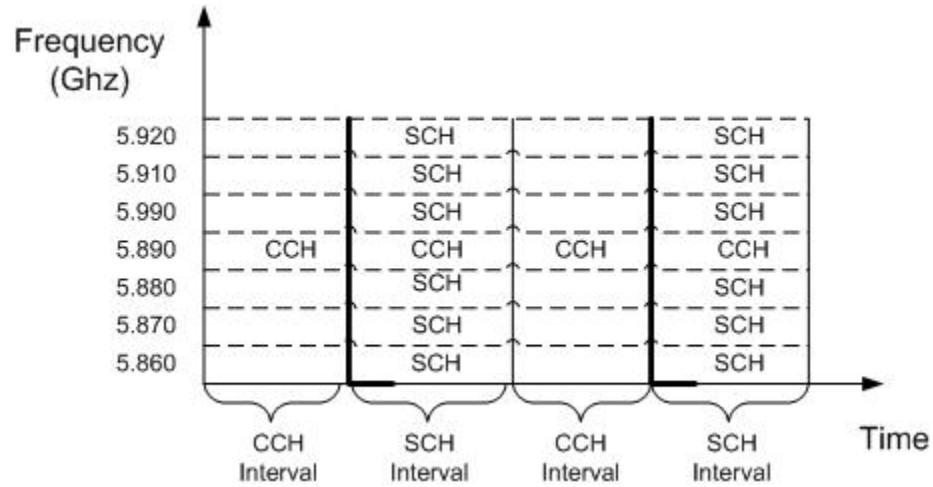 Frequency
(Ghz)
5.920 SCH SCH
5.910 SCH SCH
5.990 SCH SCH
5.890 CCH CCH CCH CCH
5.880 SCH SCH
5.870 SCH SCH
5.860 SCH SCH
CCH SCH CCH SCH Time
Interval Interval Interval Interval